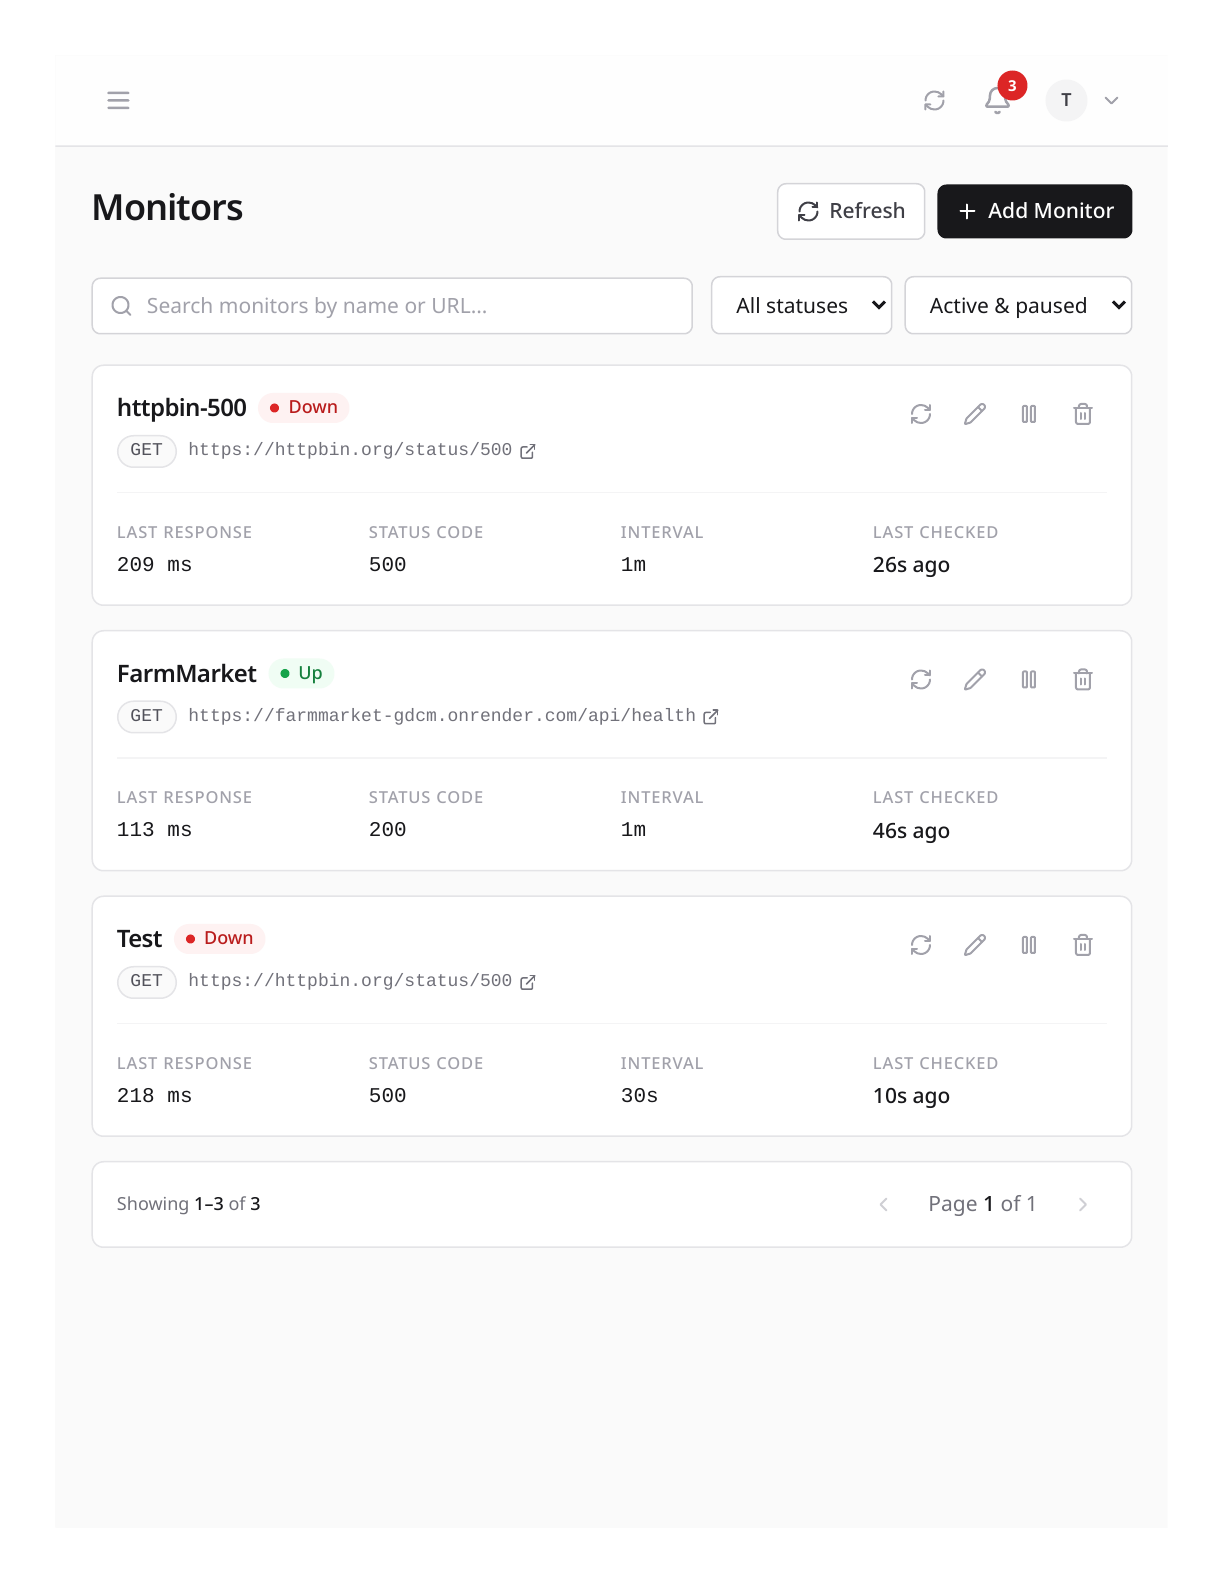 3
T
Monitors
Refresh
Add Monitor
Search monitors by name or URL...
All statuses
Active & paused
httpbin-500
Down
GET
https://httpbin.org/status/500
LAST RESPONSE
STATUS CODE
INTERVAL
LAST CHECKED
209 ms
500
1m
26s ago
FarmMarket
Up
GET
https://farmmarket-gdcm.onrender.com/api/health
LAST RESPONSE
STATUS CODE
INTERVAL
LAST CHECKED
113 ms
200
1m
46s ago
Test
Down
GET
https://httpbin.org/status/500
LAST RESPONSE
STATUS CODE
INTERVAL
LAST CHECKED
218 ms
500
30s
10s ago
Showing 1–3 of 3
Page 1 of 1